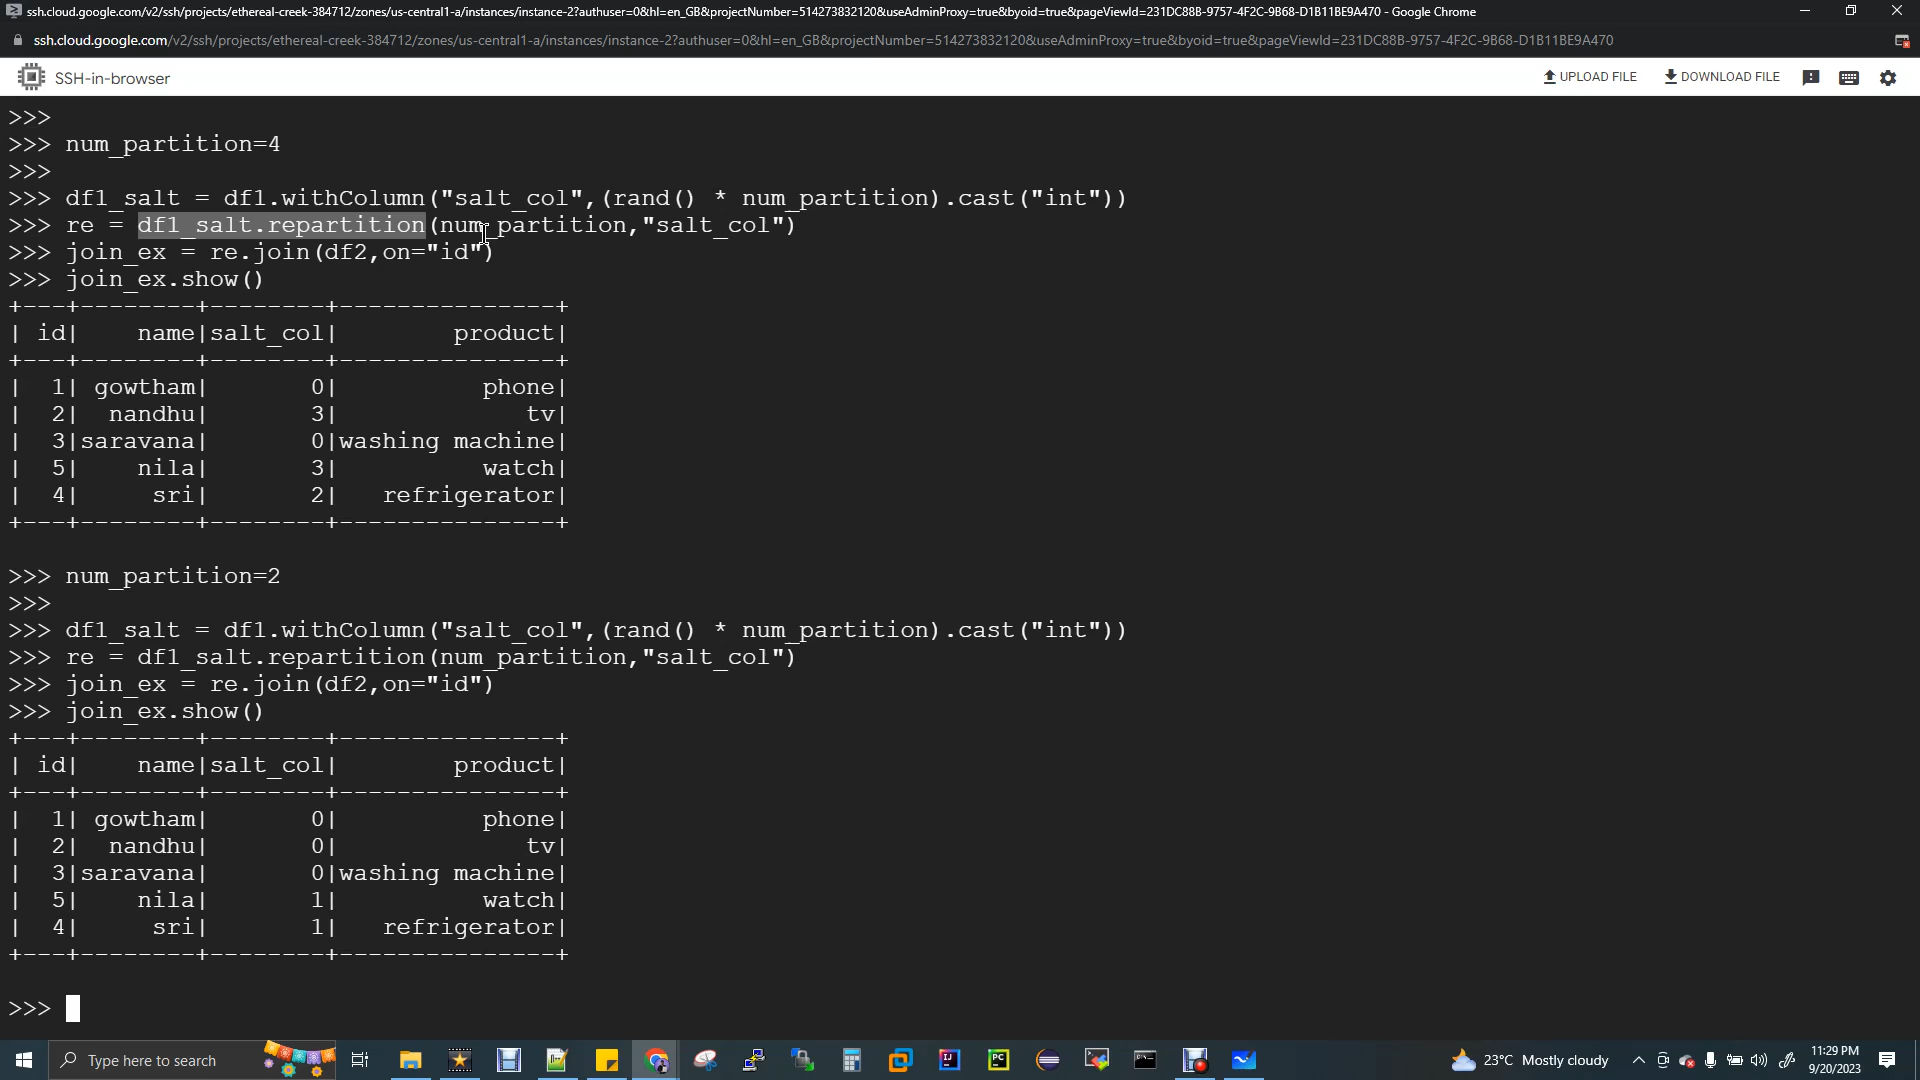 ssh.cloud.google.com/v2/ssh/projects/ethereal-creek-384712/zones/us-central1-a/instances/instance-2?authuser=0&hl=en_GB&projectNumber=514273832120&useAdminProxy=true&byoid=true&pageViewId=231DC88B-9757-4F2C-9B68-D1B11BE9A470 - Google Chrome
ssh.cloud.google.com/v2/ssh/projects/ethereal-creek-384712/zones/us-central1-a/instances/instance-2?authuser=0&hl=en_GB&projectNumber=514273832120&useAdminProxy=true&byoid=true&pageViewId=231DC88B-9757-4F2C-9B68-D1B11BE9A470
SSH-in-browser UPLOAD FILE DOWNLOAD FILE
>>>
>>> num_partition=4
>>>
>>> df1_salt = df1.withColumn("salt_col",(rand() * num_partition).cast("int"))
>>> re = df1_salt.repartition(num_partition,"salt_col")
>>> join_ex = re.join(df2,on="id")
>>> join_ex.show()
+---+--------+--------+---------------+
| id|    name|salt_col|        product|
+---+--------+--------+---------------+
|  1| gowtham|       0|          phone|
|  2|  nandhu|       3|             tv|
|  3|saravana|       0|washing machine|
|  5|    nila|       3|          watch|
|  4|     sri|       2|   refrigerator|
+---+--------+--------+---------------+
>>> num_partition=2
>>>
>>> df1_salt = df1.withColumn("salt_col",(rand() * num_partition).cast("int"))
>>> re = df1_salt.repartition(num_partition,"salt_col")
>>> join_ex = re.join(df2,on="id")
>>> join_ex.show()
+---+--------+--------+---------------+
| id|    name|salt_col|        product|
+---+--------+--------+---------------+
|  1| gowtham|       0|          phone|
|  2|  nandhu|       0|             tv|
|  3|saravana|       0|washing machine|
|  5|    nila|       1|          watch|
|  4|     sri|       1|   refrigerator|
+---+--------+--------+---------------+
>>>
Type here to search
23°C Mostly cloudy
11:29 PM
9/20/2023